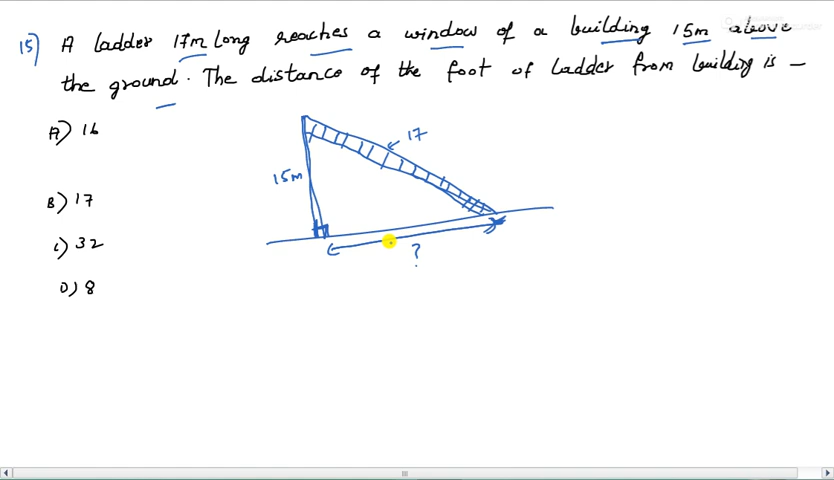 15) A ladder 17m long reaches a window of a building 15m above
the ground. The distance of the foot of Ladder from building is -
A) 16
17
15m
B) 17
C) 32
?
D) 8